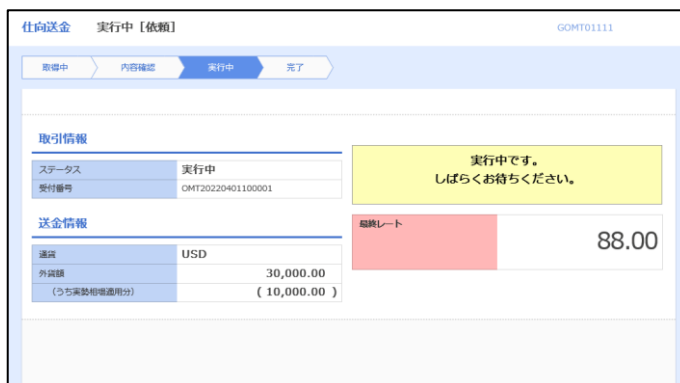 仕向送金 実行中［依頼］ GOMT01111
取得中 内容確認 実行中 完了
取引情報
ステータス 実行中
受付番号 OMT20220401100001
実行中です。
しばらくお待ちください。
送金情報
通貨 USD
外貨額 30,000.00
（うち実勢相場適用分） ( 10,000.00 )
最終レート 88.00